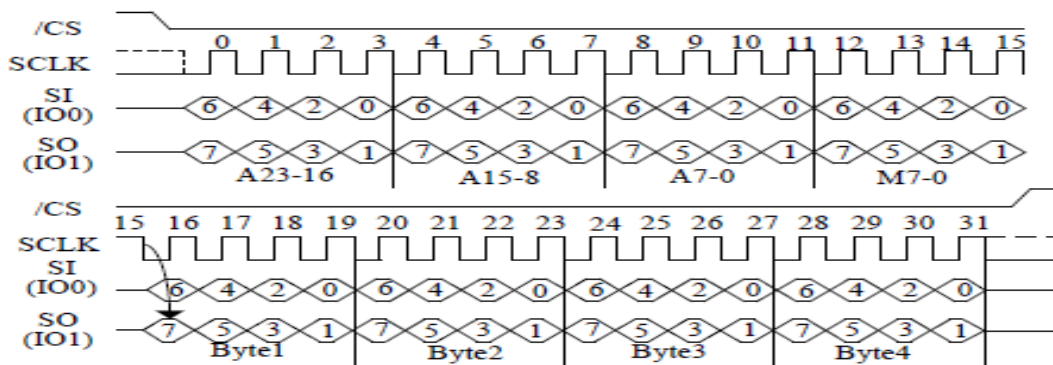 /CS
0 1 2 3 4 5 6 7 8 9 10 11 12 13 14 15
SCLK
SI
(IO0) 6 4 2 0 6 4 2 0 6 4 2 0 6 4 2 0
SO
(IO1) 7 5 3 1 7 5 3 1 7 5 3 1 7 5 3 1
A23-16 A15-8 A7-0 M7-0
/CS
15 16 17 18 19 20 21 22 23 24 25 26 27 28 29 30 31
SCLK
SI
(IO0) 6 4 2 0 6 4 2 0 6 4 2 0 6 4 2 0
SO
(IO1) 7 5 3 1 7 5 3 1 7 5 3 1 7 5 3 1
Byte1 Byte2 Byte3 Byte4